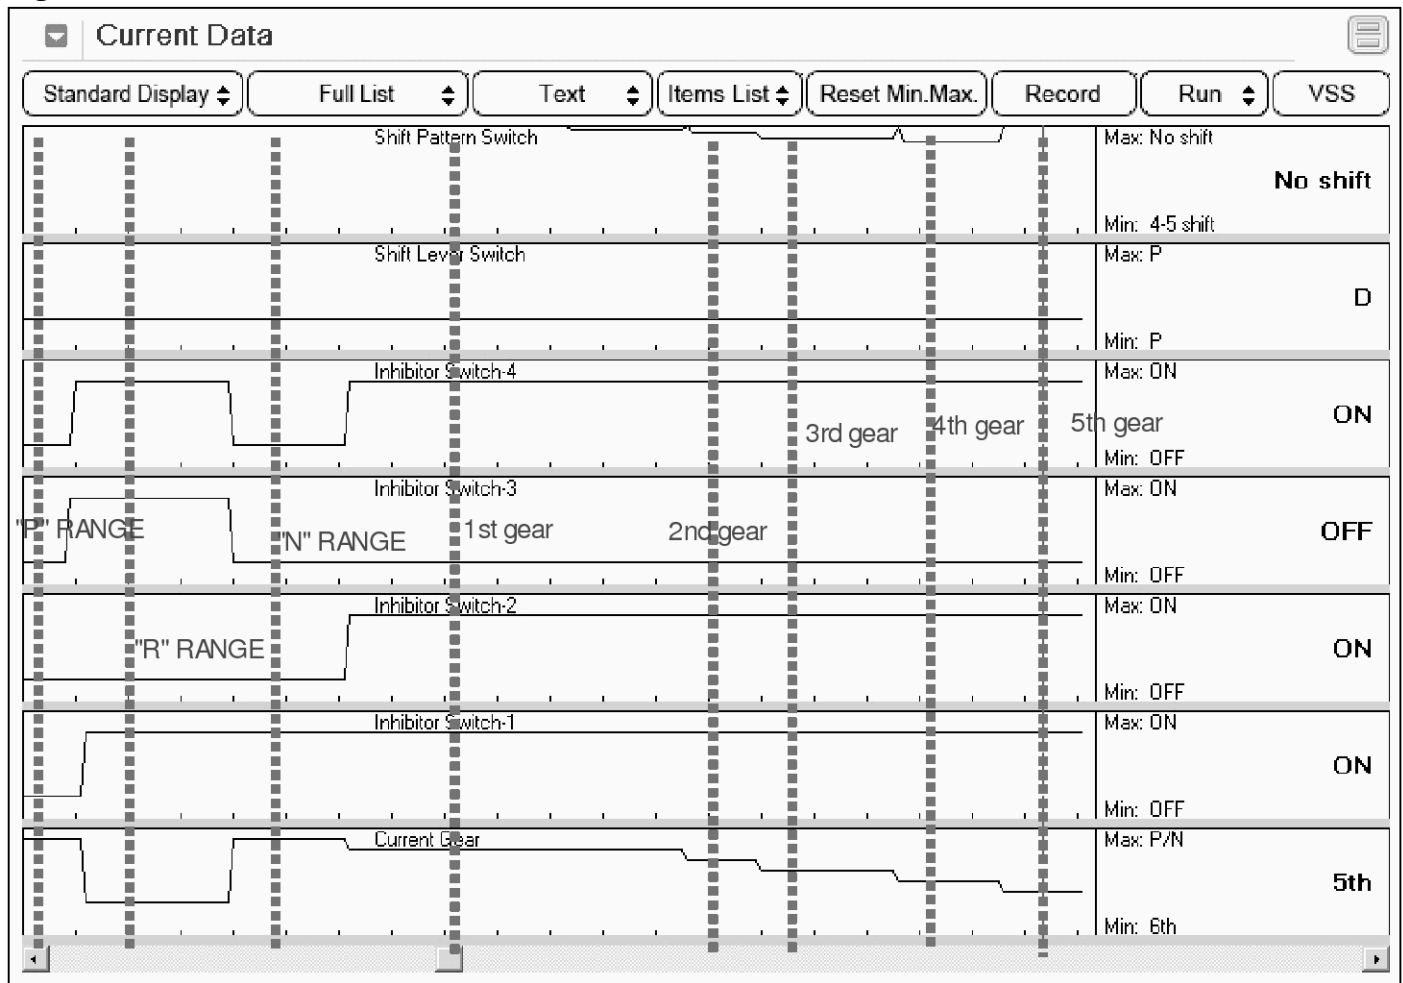 Current Data
Standard Display Full List Text Items List Reset Min.Max. Record Run VSS
Shift Pattern Switch
Max: No shift
No shift
Min: 4-5 shift
Shift Lever Switch
Max: P
D
Min: P
Inhibitor Switch-4
Max: ON
ON
3rd gear 4th gear 5th gear
Min: OFF
Inhibitor Switch-3
Max: ON
"P" RANGE "N" RANGE 1st gear 2nd gear
OFF
Min: OFF
Inhibitor Switch-2
Max: ON
"R" RANGE
ON
Min: OFF
Inhibitor Switch-1
Max: ON
ON
Min: OFF
Current Gear
Max: P/N
5th
Min: 6th